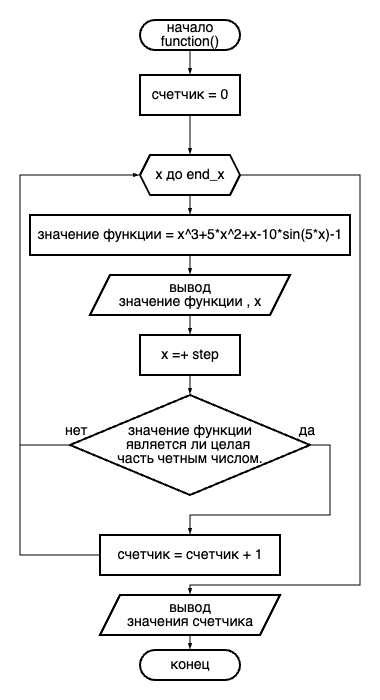 начало
function()
счетчик = 0
x до end_x
значение функции = x^3+5*x^2+x-10*sin(5*x)-1
вывод
значение функции , x
x =+ step
нет
да
значение функции
является ли целая
часть четным числом.
счетчик = счетчик + 1
вывод
значения счетчика
конец